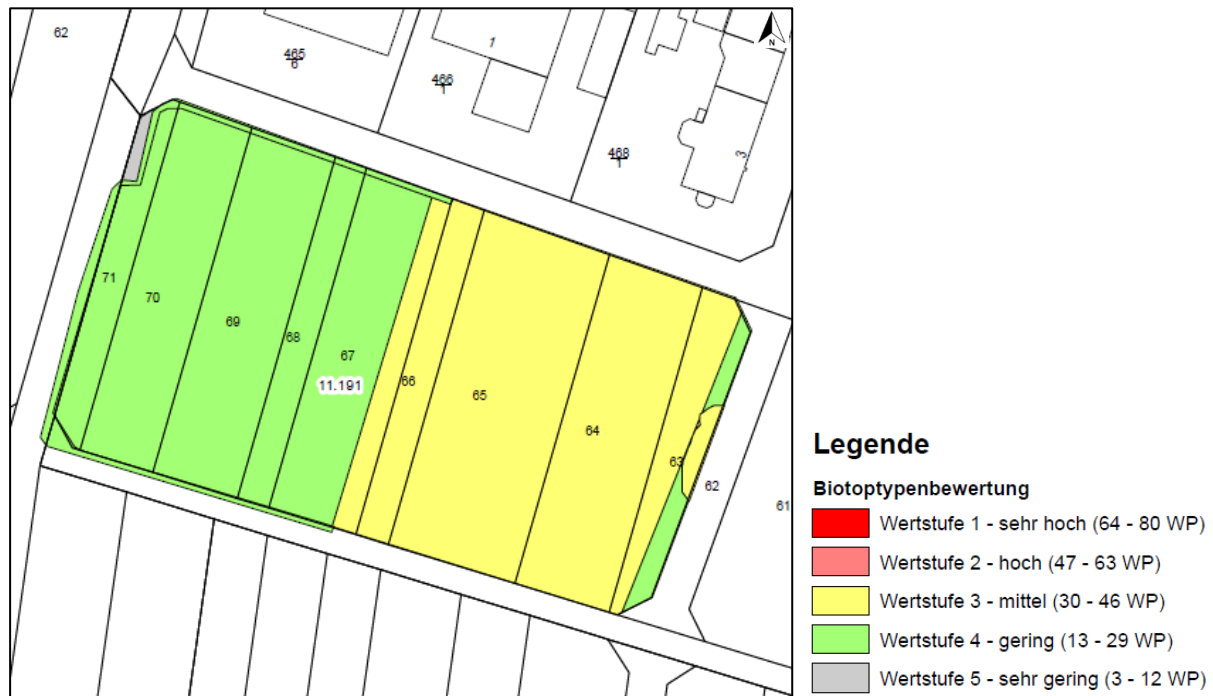 62
465
6
466
1
1
468
1
3
N
71
70
69
68
67
11.191
66
65
64
63
62
61
Legende
Biotoptypenbewertung
Wertstufe 1 - sehr hoch (64 - 80 WP)
Wertstufe 2 - hoch (47 - 63 WP)
Wertstufe 3 - mittel (30 - 46 WP)
Wertstufe 4 - gering (13 - 29 WP)
Wertstufe 5 - sehr gering (3 - 12 WP)